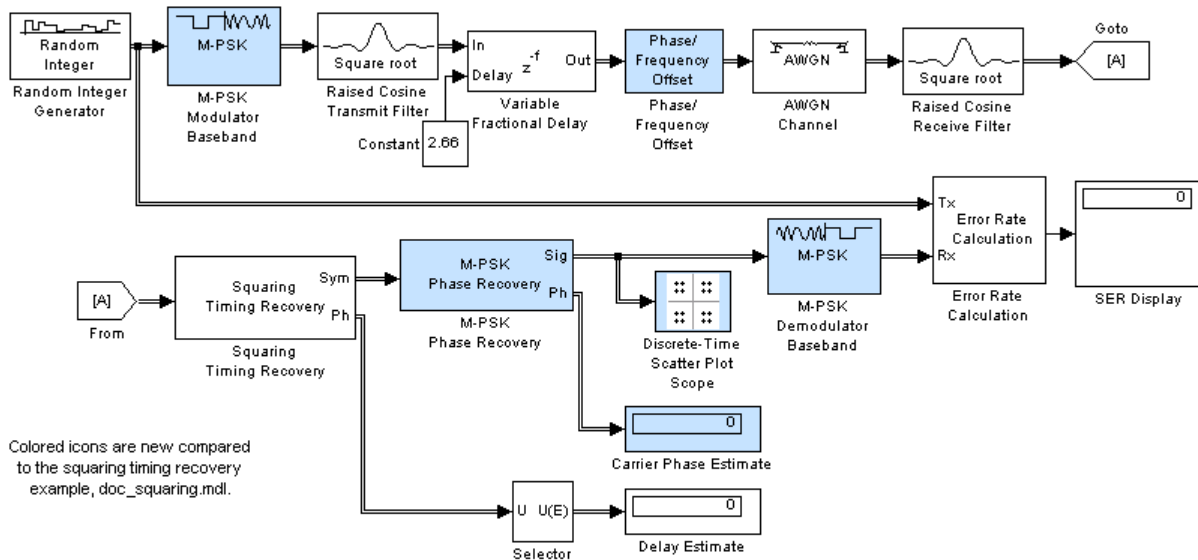 Random
Integer
Random Integer
Generator
M-PSK
M-PSK
Modulator
Baseband
Square root
Raised Cosine
Transmit Filter
Constant
2.66
In
Delay
z^-f
Out
Variable
Fractional Delay
Phase/
Frequency
Offset
Phase/
Frequency
Offset
AWGN
AWGN
Channel
Square root
Raised Cosine
Receive Filter
Goto
[A]
[A]
From
Squaring
Timing Recovery
Sym
Ph
Squaring
Timing Recovery
M-PSK
Phase Recovery
Sig
Ph
M-PSK
Phase Recovery
Discrete-Time
Scatter Plot
Scope
M-PSK
M-PSK
Demodulator
Baseband
Tx
Rx
Error Rate
Calculation
Error Rate
Calculation
0
SER Display
0
Carrier Phase Estimate
Colored icons are new compared
to the squaring timing recovery
example, doc_squaring.mdl.
U U(E)
Selector
0
Delay Estimate